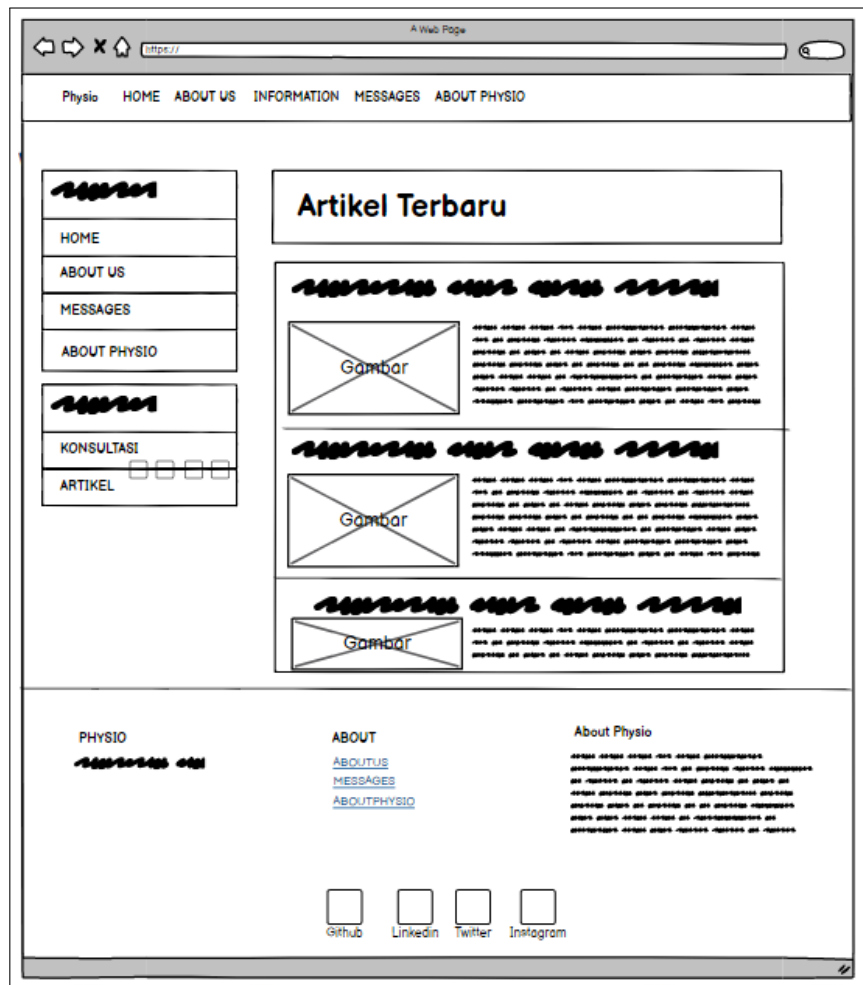 A Web Page
https://
Physio HOME ABOUT US INFORMATION MESSAGES ABOUT PHYSIO
HOME
ABOUT US
MESSAGES
ABOUT PHYSIO
KONSULTASI
ARTIKEL
Artikel Terbaru
Gambar
Gambar
Gambar
PHYSIO
ABOUT
ABOUTUS
MESSAGES
ABOUTPHYSIO
About Physio
Github Linkedin Twitter Instagram